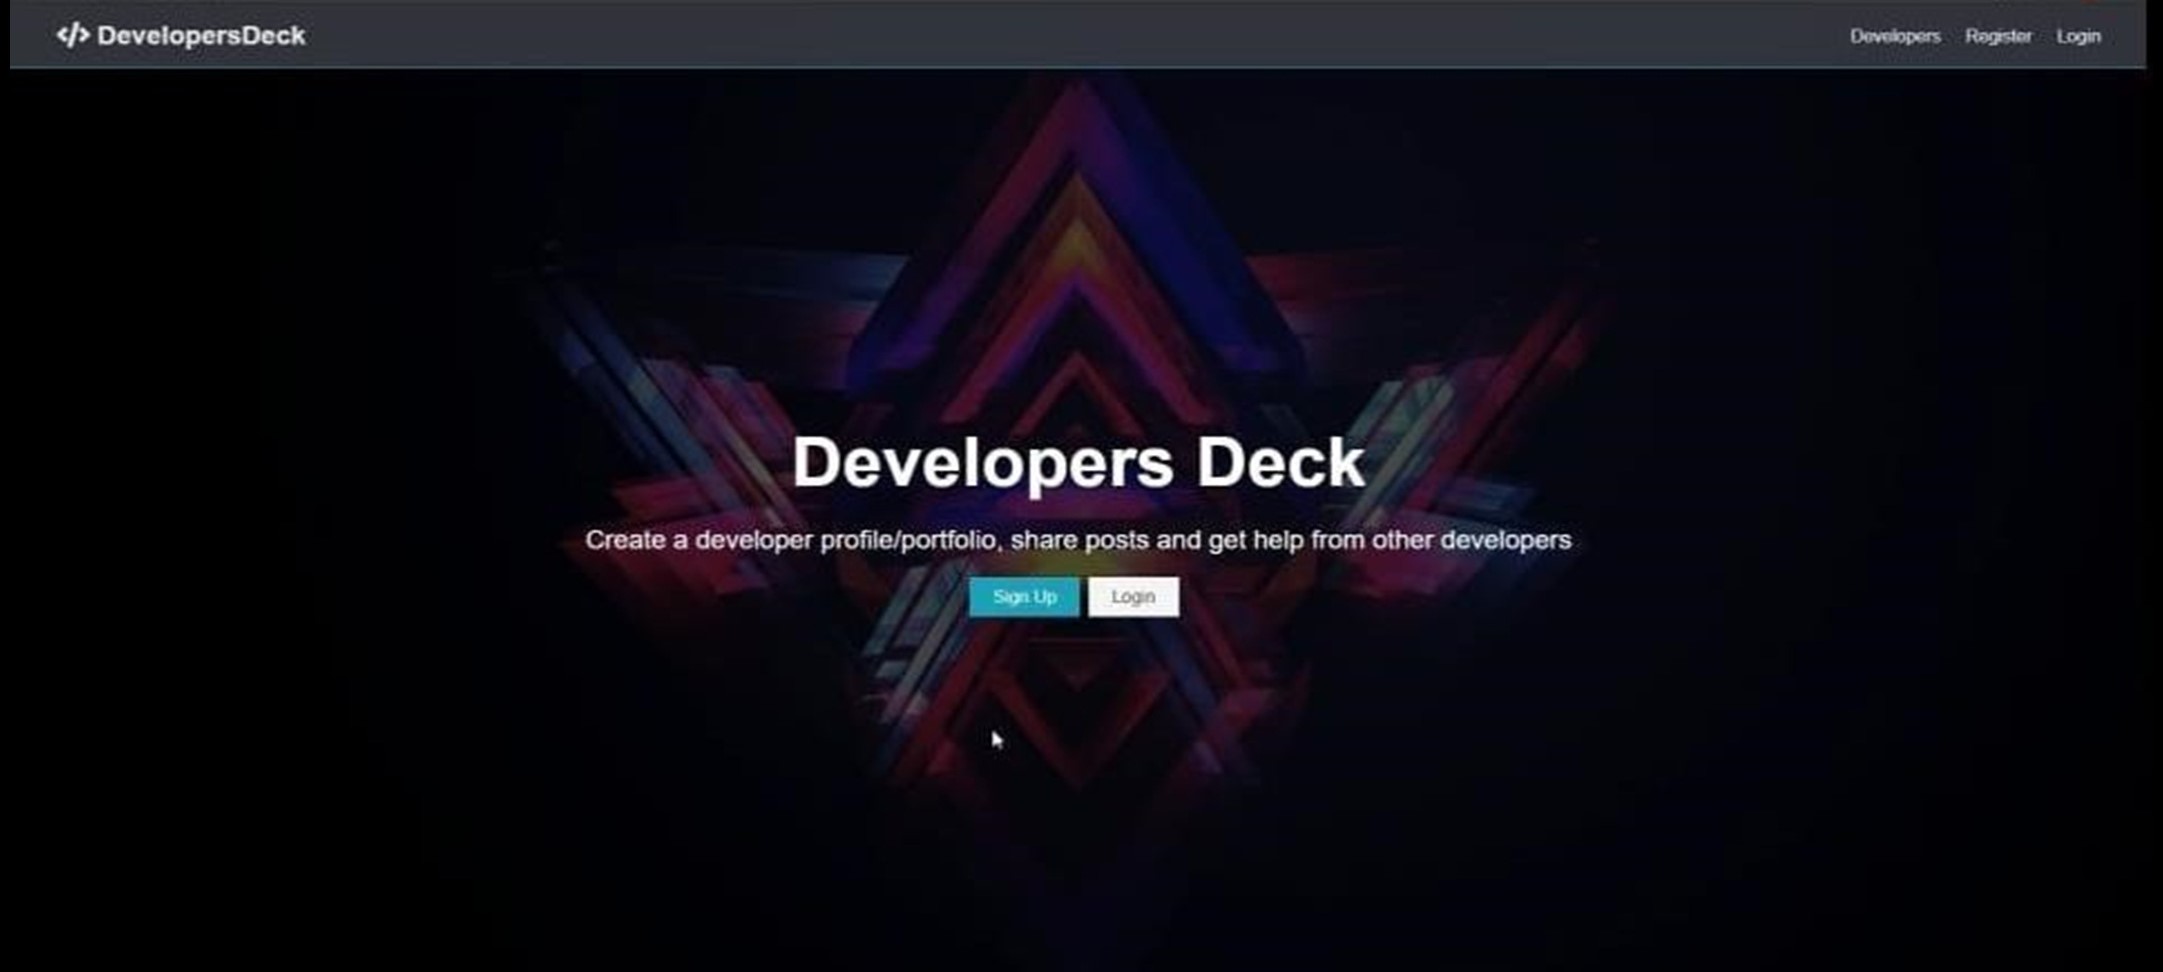 </> DevelopersDeck
Developers Register Login
Developers Deck
Create a developer profile/portfolio, share posts and get help from other developers
Sign Up Login